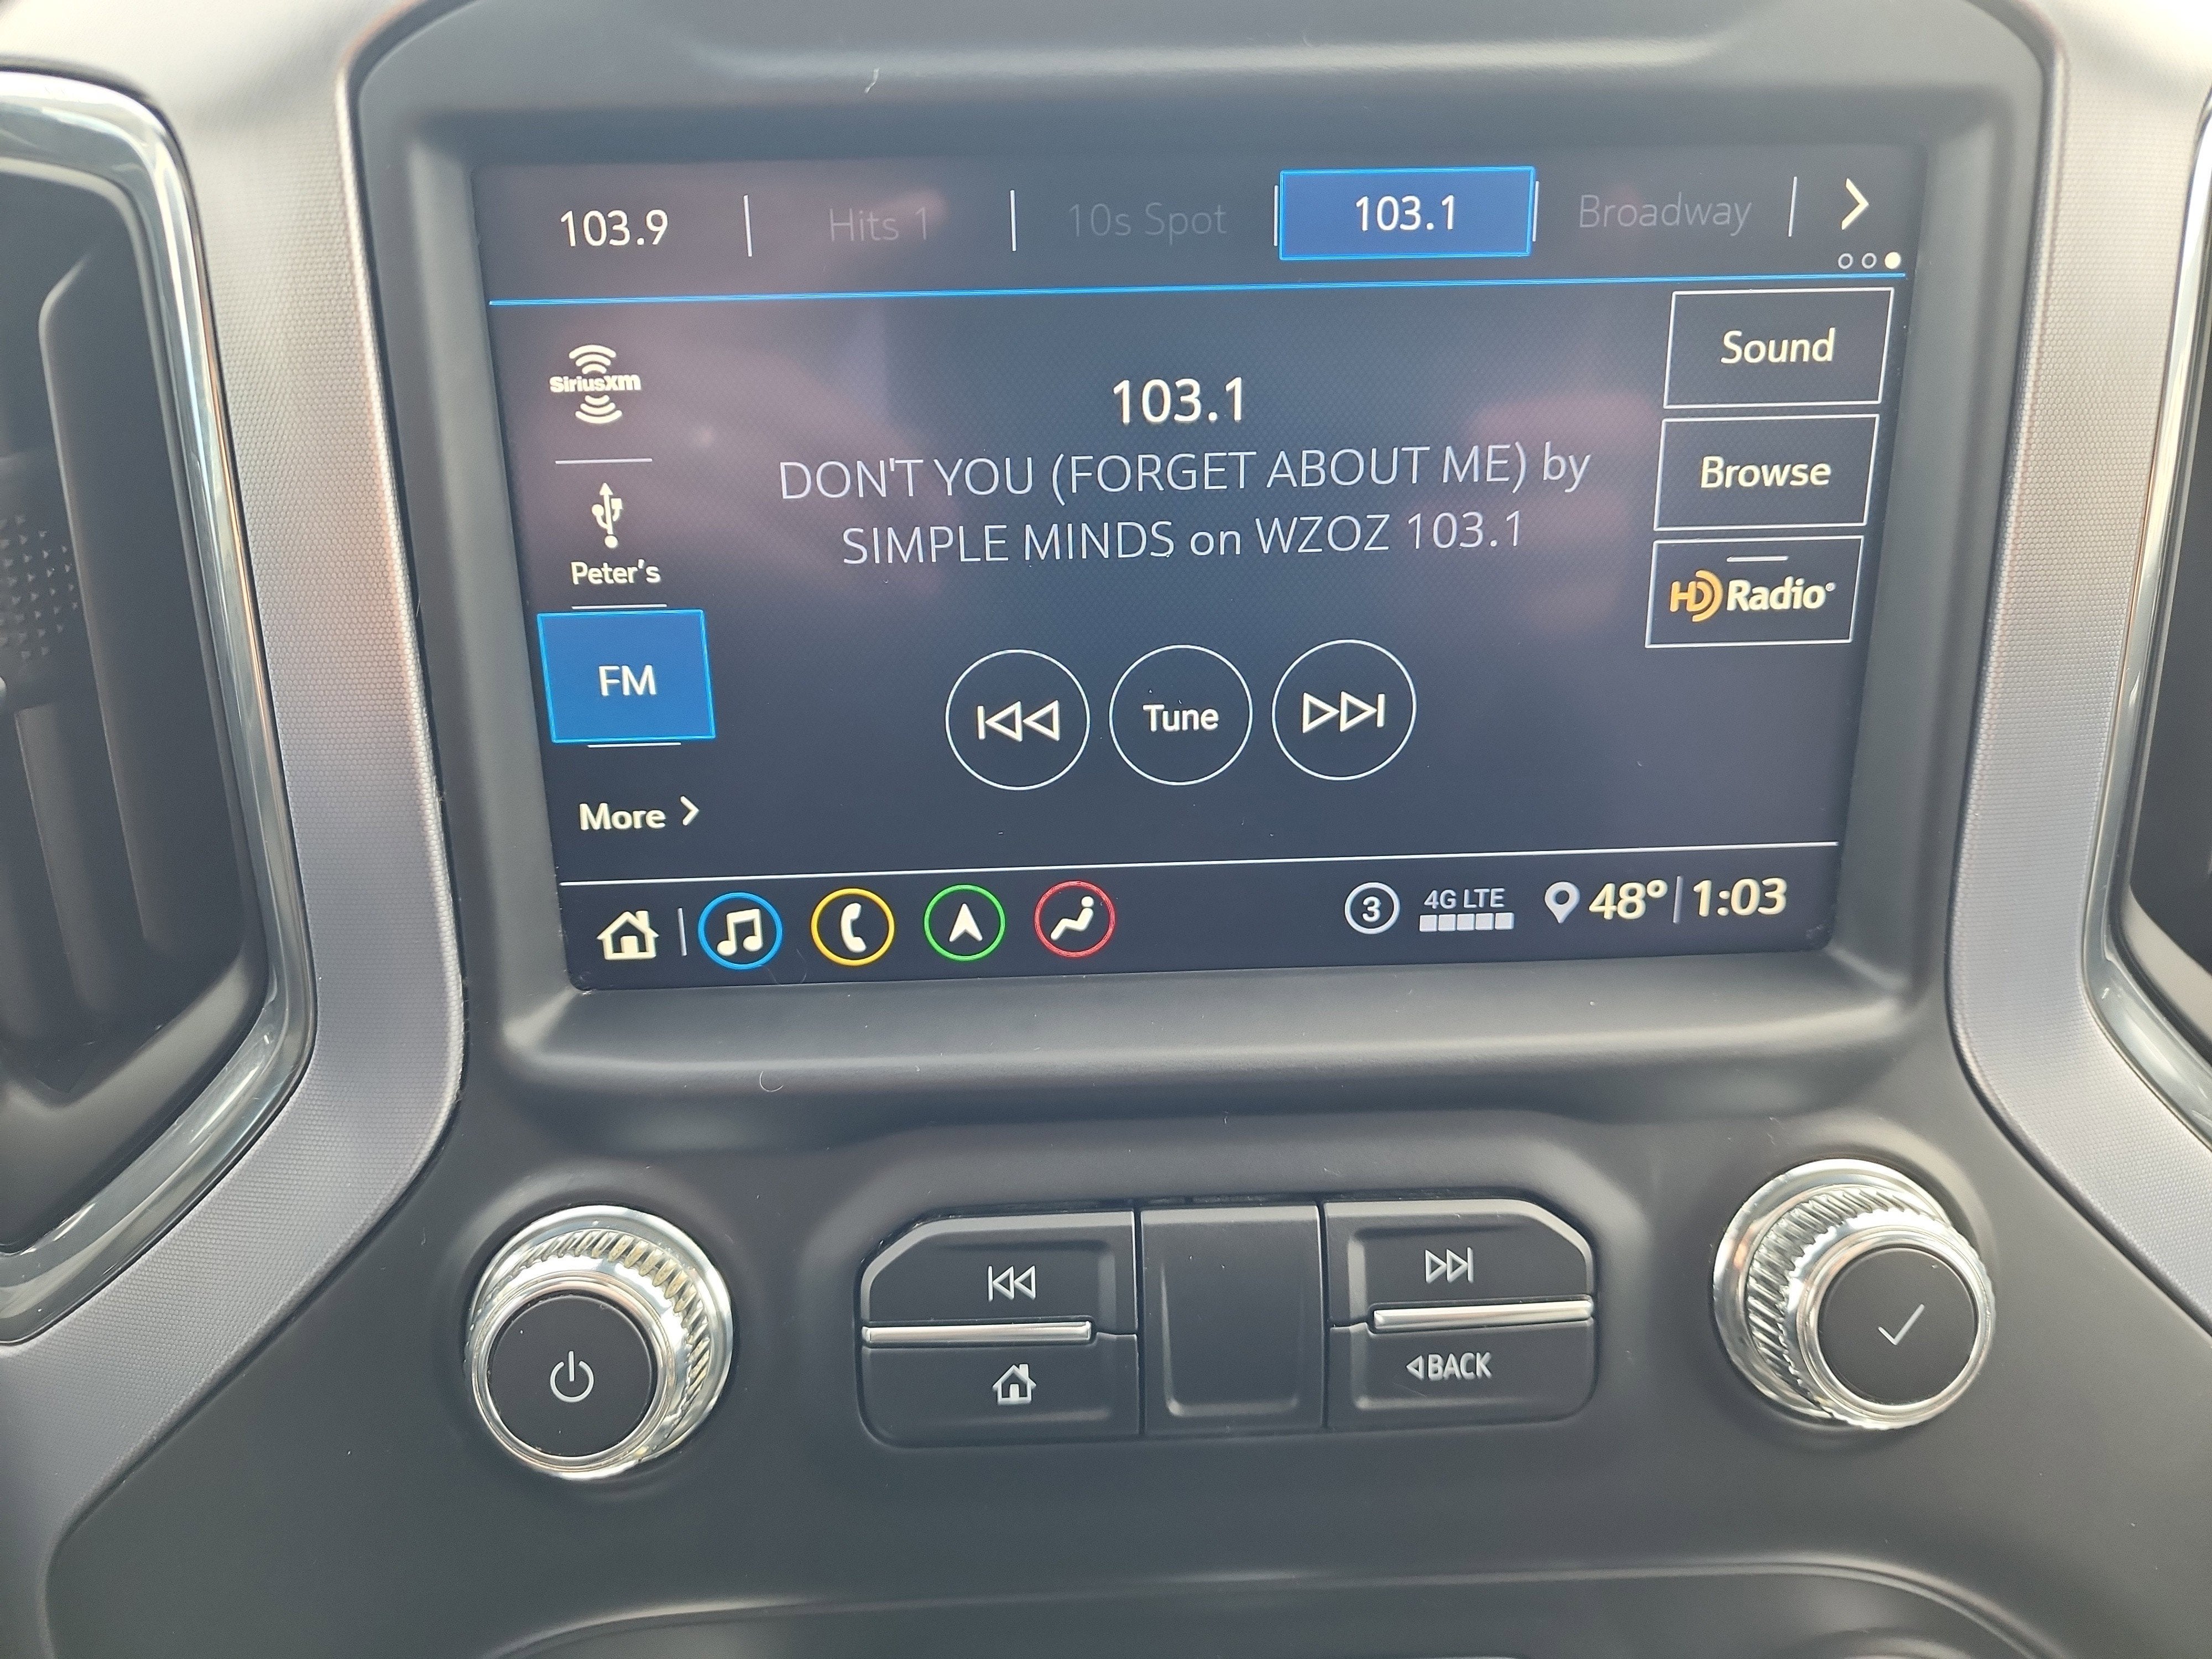 103.9
Hits 1
10s Spot
103.1
Broadway
SiriusXM
Peter's
FM
More
103.1
DON'T YOU (FORGET ABOUT ME) by
SIMPLE MINDS on WZOZ 103.1
Tune
Sound
Browse
HD Radio®
3
4G LTE
48° 1:03
BACK